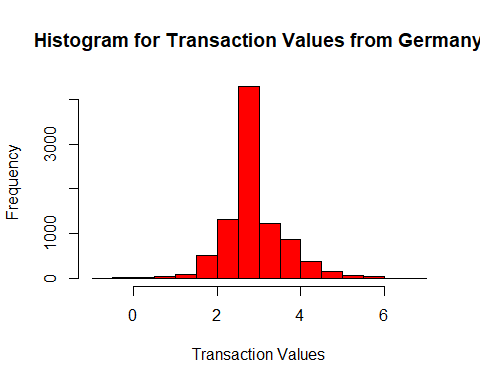 Histogram for Transaction Values from Germany
Frequency
3000
1000
0
0 2 4 6
Transaction Values